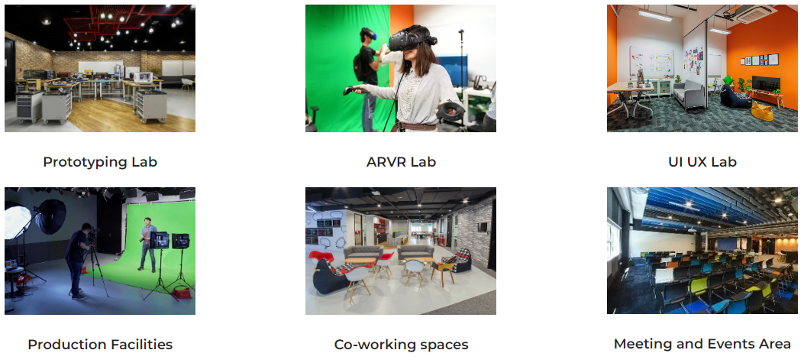 Prototyping Lab
ARVR Lab
UI UX Lab
Production Facilities
Co-working spaces
Meeting and Events Area